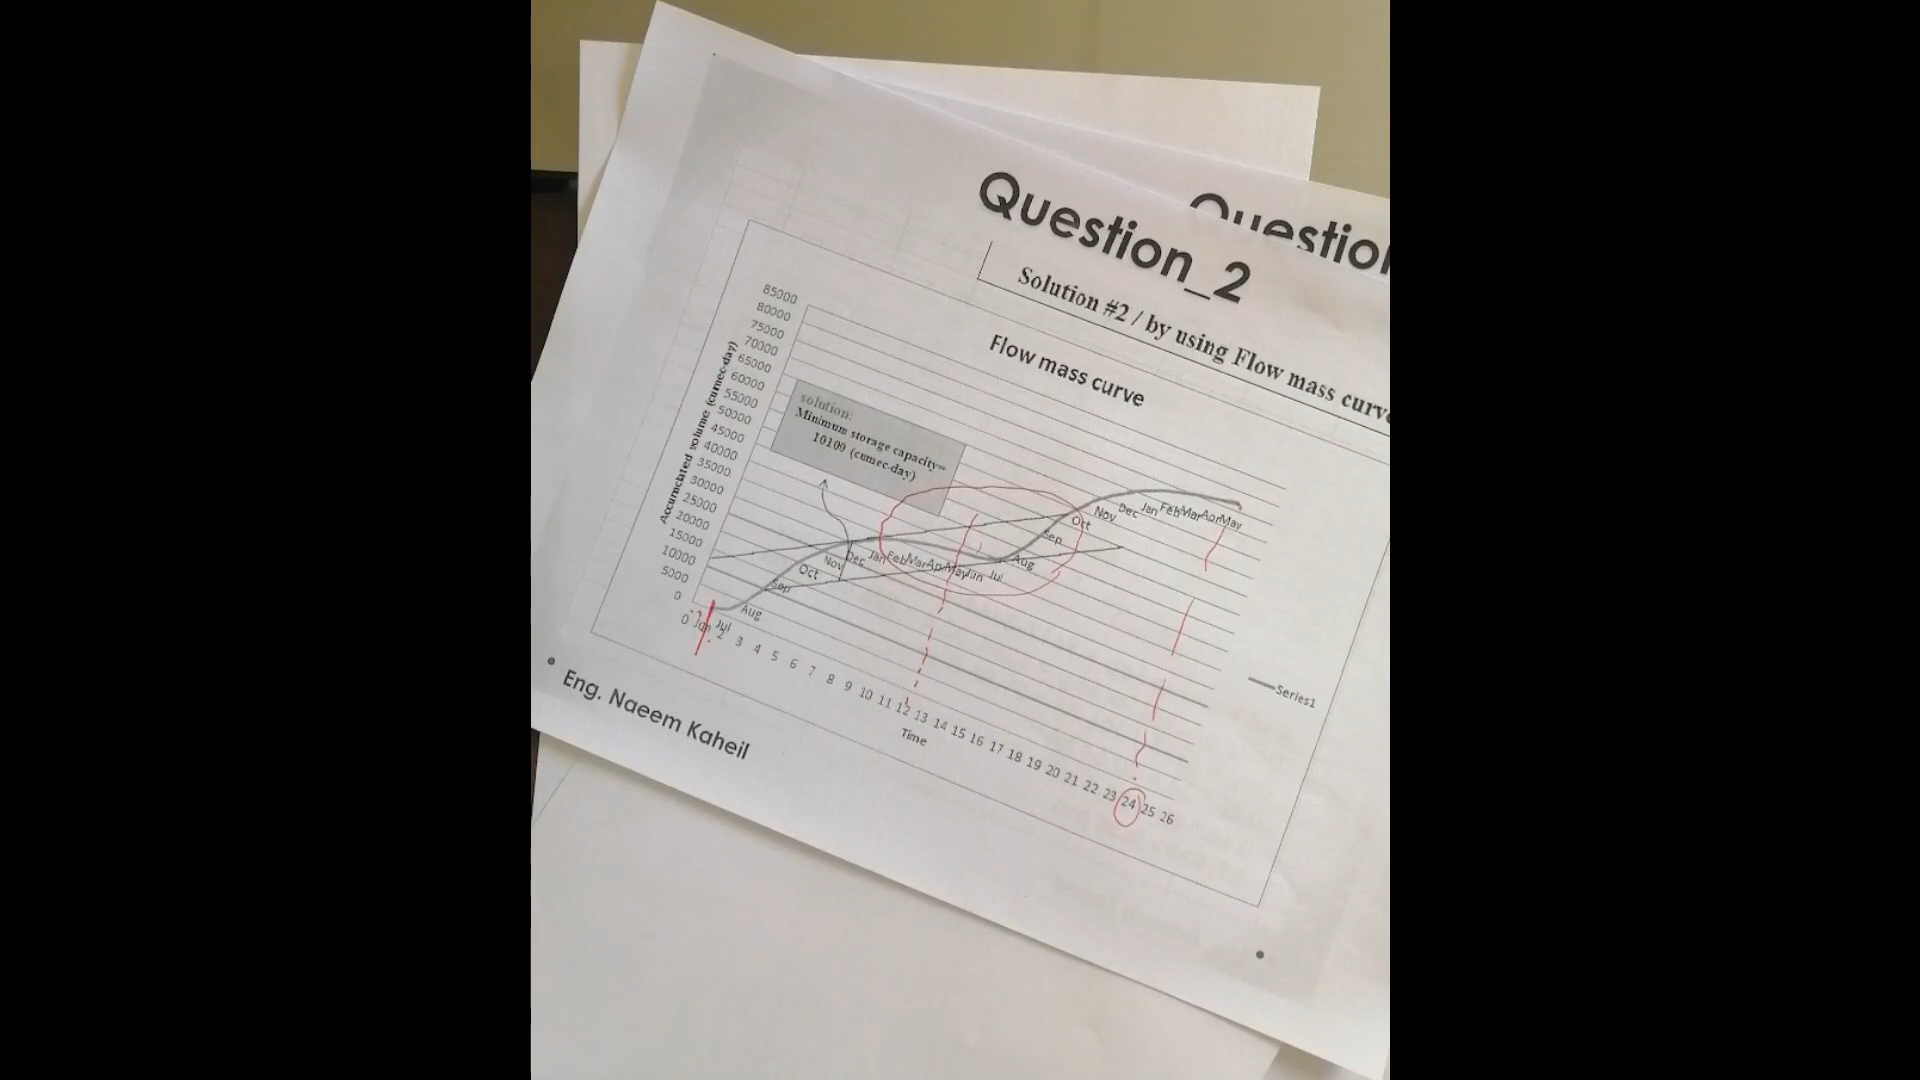 Question_2
Question
Solution #2 / by using Flow mass curve
Flow mass curve
85000
80000
75000
70000
65000
60000
55000
50000
45000
40000
35000
30000
25000
20000
15000
10000
5000
0
Accumulated volume (cumec-day)
solution:
Minimum storage capacity=
10100 (cumec-day)
Jun Jul Aug Sep Oct Nov Dec Jan Feb Mar Apr May Jun Jul Aug Sep Oct Nov Dec Jan Feb Mar Apr May
0 2 3 4 5 6 7 8 9 10 11 12 13 14 15 16 17 18 19 20 21 22 23 24 25 26
Time
Series1
Eng. Naeem Kaheil